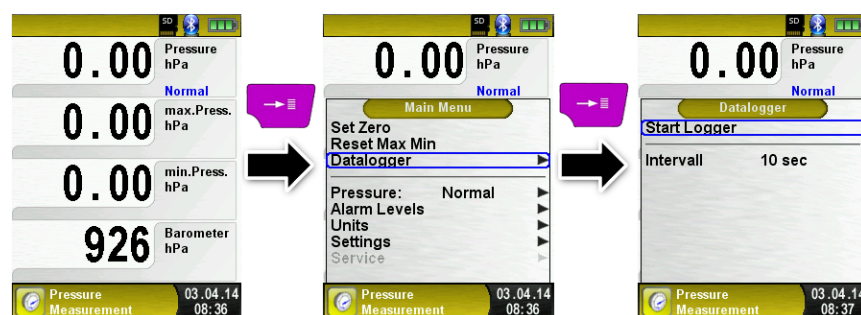 SD
0.00 Pressure hPa
Normal
0.00 max.Press. hPa
0.00 min.Press. hPa
926 Barometer hPa
Pressure Measurement
03.04.14
08:36
SD
0.00 Pressure hPa
Normal
Main Menu
Set Zero
Reset Max Min
Datalogger
Pressure: Normal
Alarm Levels
Units
Settings
Service
Pressure Measurement
03.04.14
08:36
SD
0.00 Pressure hPa
Normal
Datalogger
Start Logger
Intervall 10 sec
Pressure Measurement
03.04.14
08:37